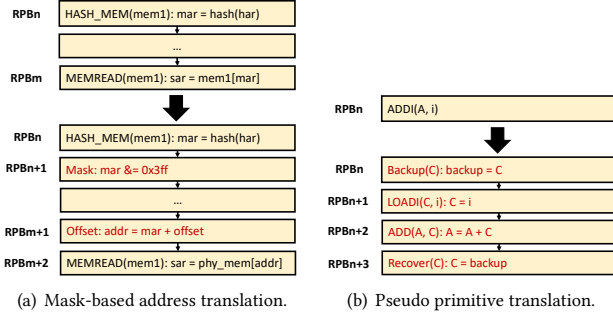 RPBn HASH_MEM(mem1): mar = hash(har)
...
RPBm MEMREAD(mem1): sar = mem1[mar]
RPBn HASH_MEM(mem1): mar = hash(har)
RPBn+1 Mask: mar &= 0x3ff
...
RPBm+1 Offset: addr = mar + offset
RPBm+2 MEMREAD(mem1): sar = phy_mem[addr]
(a) Mask-based address translation.
RPBn ADDI(A, i)
RPBn Backup(C): backup = C
RPBn+1 LOADI(C, i): C = i
RPBn+2 ADD(A, C): A = A + C
RPBn+3 Recover(C): C = backup
(b) Pseudo primitive translation.